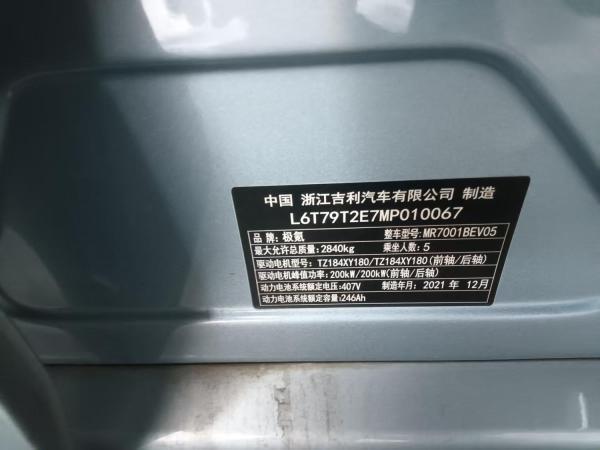 中国 浙江吉利汽车有限公司 制造
L6T79T2E7MP010067
品牌:极氪 整车型号:MR7001BEV05
最大允许总质量:2840kg 乘坐人数:5
驱动电机型号:TZ184XY180/TZ184XY180(前轴/后轴)
驱动电机峰值功率:200kW/200kW(前轴/后轴)
动力电池系统额定电压:407V 制造年月:2021 年 12月
动力电池系统额定容量:246Ah